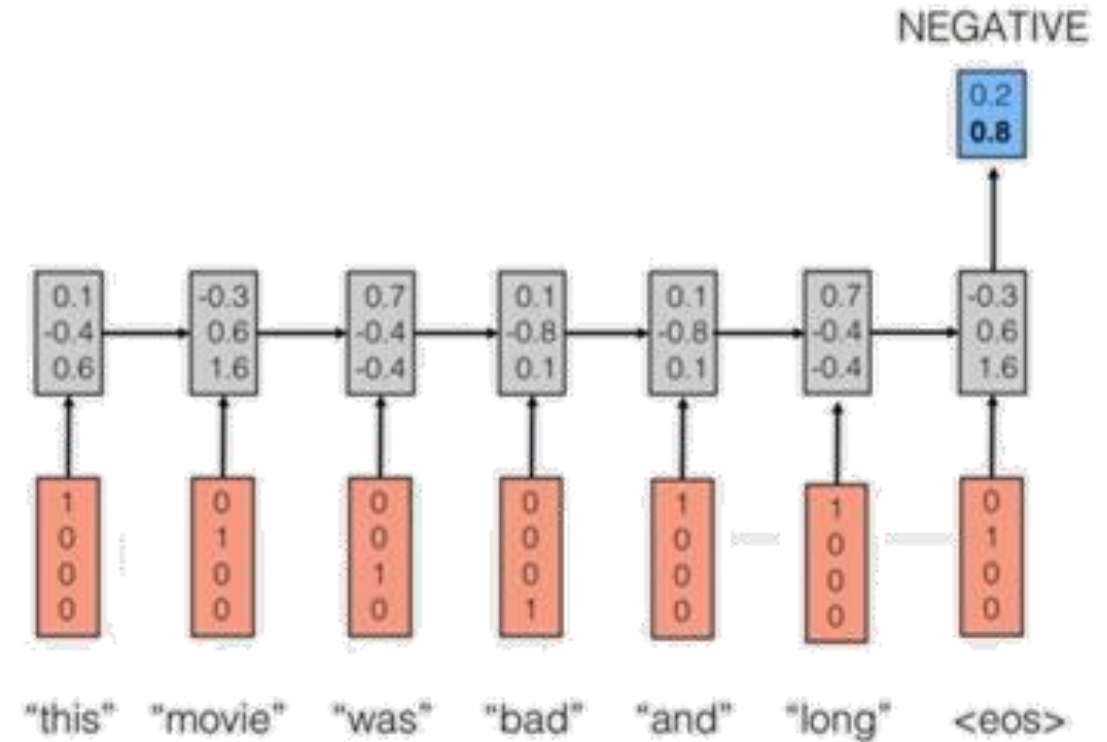 NEGATIVE
0.2
0.8
0.1 -0.3 0.7 0.1 0.1 0.7 -0.3
-0.4 0.6 -0.4 -0.8 -0.8 -0.4 0.6
0.6 1.6 -0.4 0.1 0.1 -0.4 1.6
1 0 0 0 1 1 0
0 1 0 0 0 0 1
0 0 1 0 0 0 0
0 0 0 1 0 0 0
“this” “movie” “was” “bad” “and” “long” <eos>